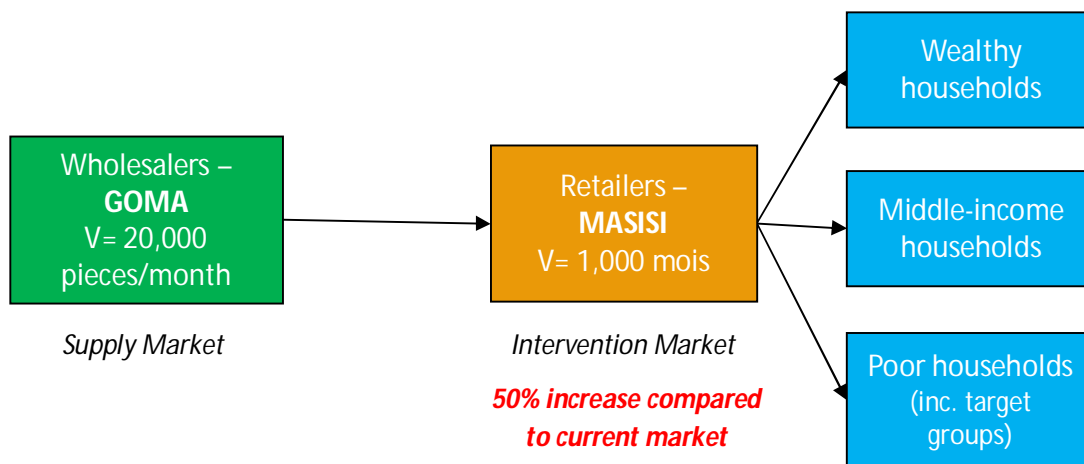 Wholesalers –
GOMA
V= 20,000
pieces/month
Supply Market
Retailers –
MASISI
V= 1,000 mois
Intervention Market
50% increase compared
to current market
Wealthy
households
Middle-income
households
Poor households
(inc. target
groups)